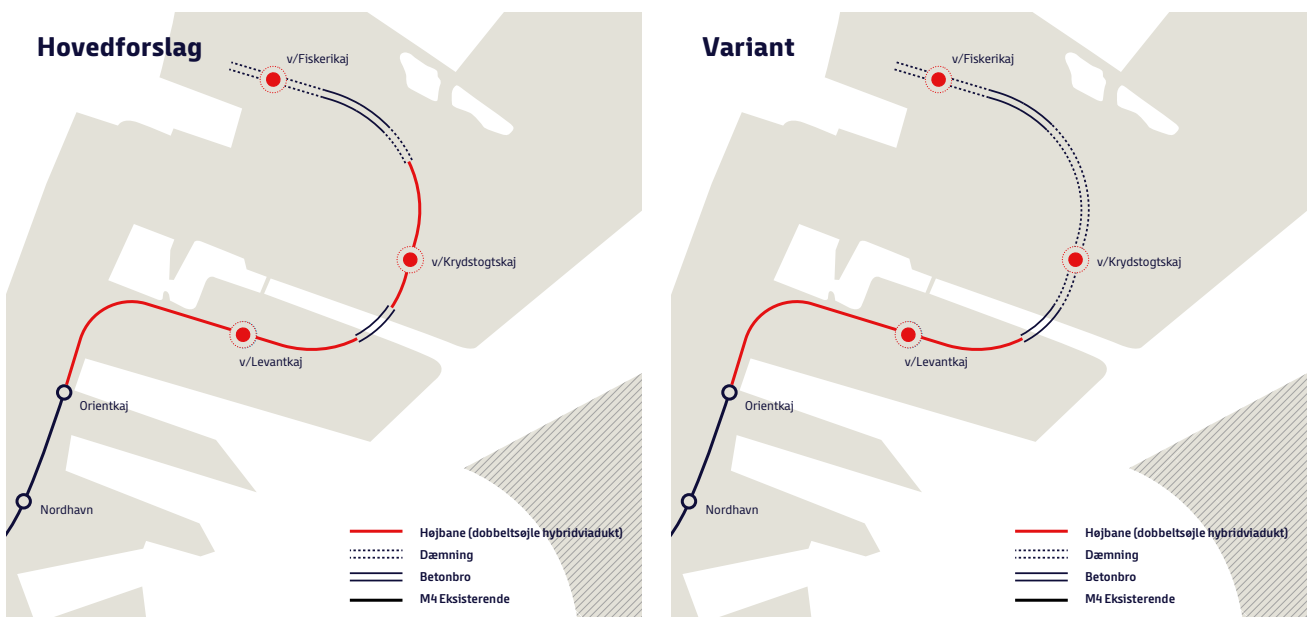 Hovedforslag
v/Fiskerikaj
v/Krydstogtskaj
v/Levantkaj
Orientkaj
Nordhavn
Højbane (dobbeltsøjle hybridviadukt)
Dæmning
Betonbro
M4 Eksisterende
Variant
v/Fiskerikaj
v/Krydstogtskaj
v/Levantkaj
Orientkaj
Nordhavn
Højbane (dobbeltsøjle hybridviadukt)
Dæmning
Betonbro
M4 Eksisterende